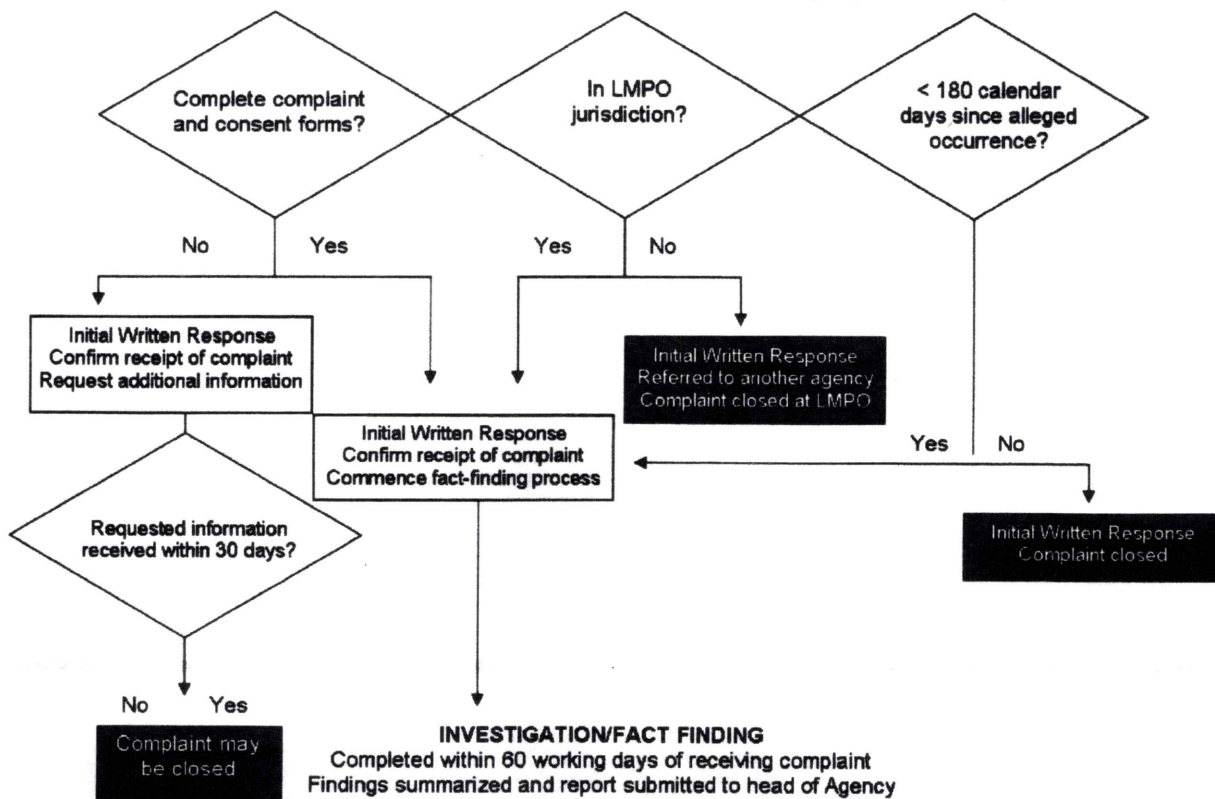 Complete complaint
and consent forms?
In LMPO
jurisdiction?
< 180 calendar
days since alleged
occurrence?
No Yes
Yes No
Initial Written Response
Confirm receipt of complaint
Request additional information
Initial Written Response
Referred to another agency
Complaint closed at LMPO
Initial Written Response
Confirm receipt of complaint
Commence fact-finding process
Yes No
Requested information
received within 30 days?
Initial Written Response
Complaint closed
No Yes
Complaint may
be closed
INVESTIGATION/FACT FINDING
Completed within 60 working days of receiving complaint
Findings summarized and report submitted to head of Agency